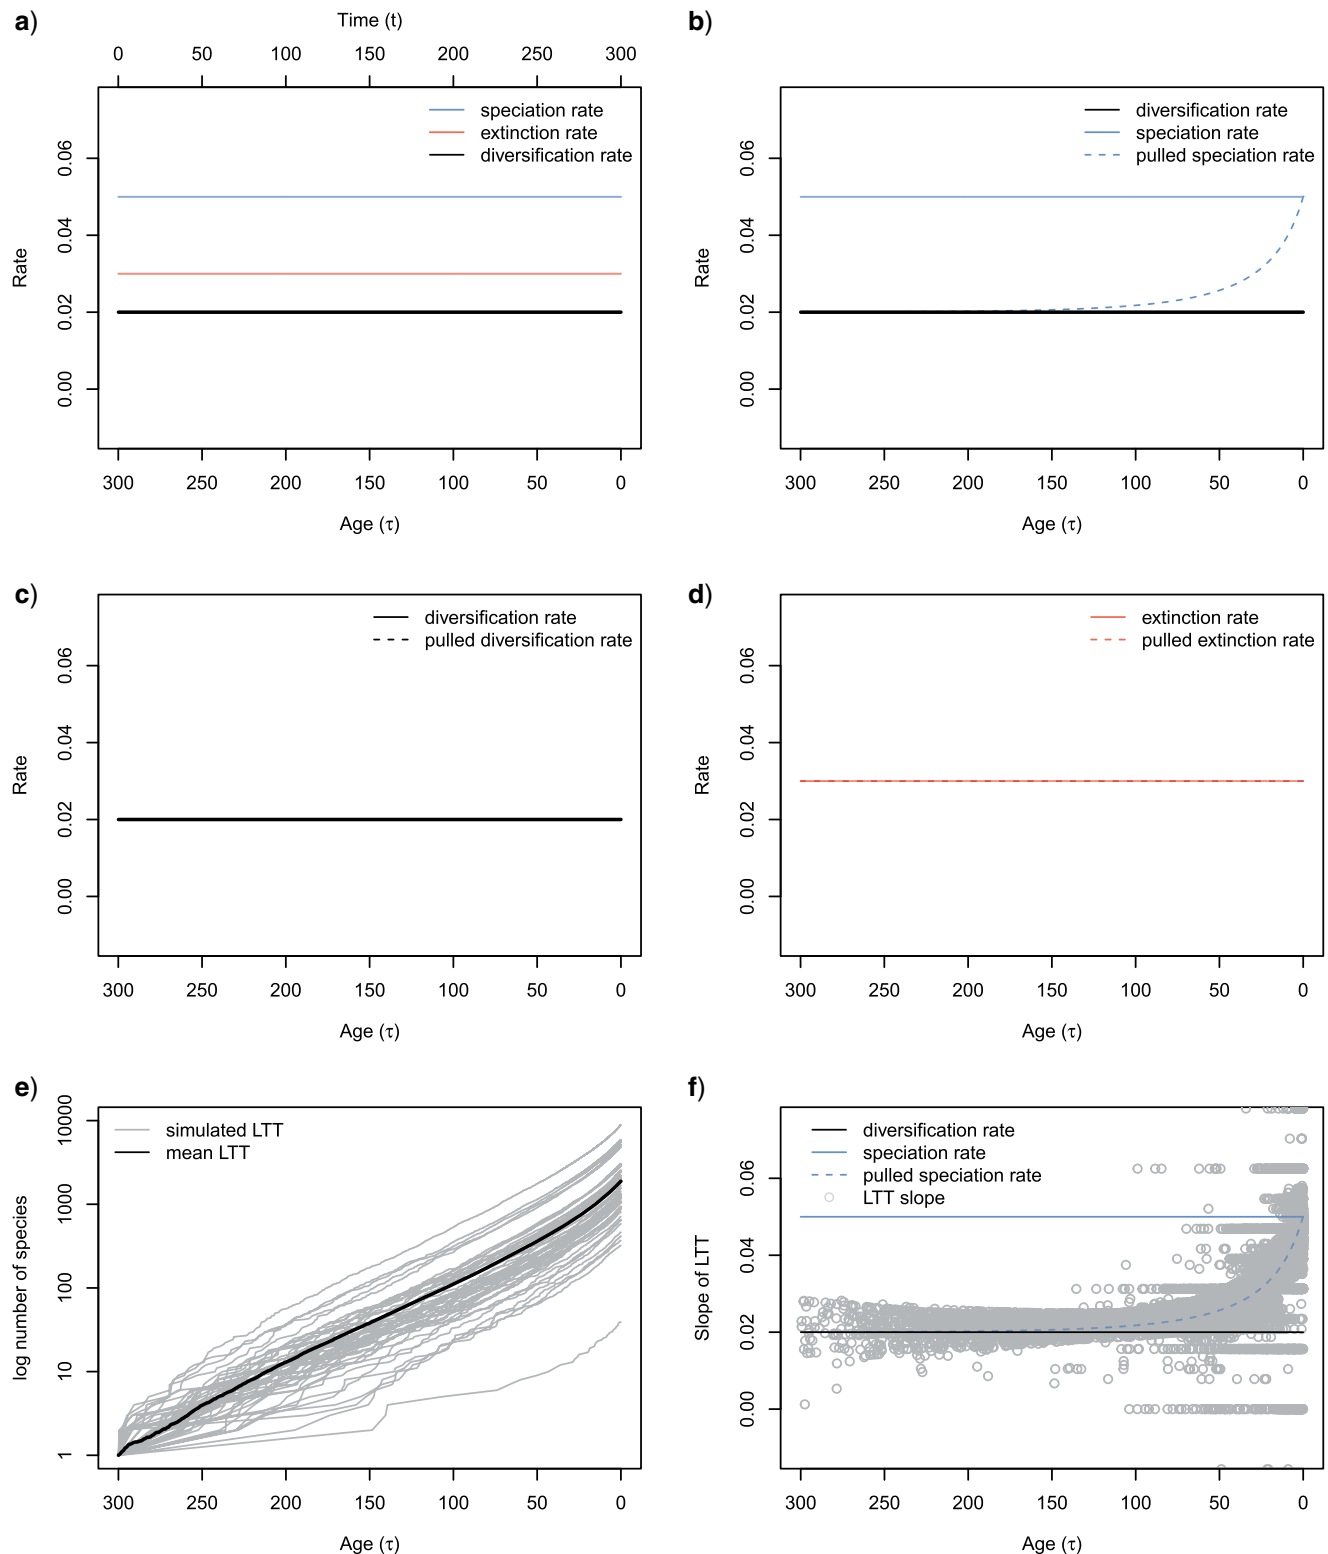 a)
Time (t)
0 50 100 150 200 250 300
speciation rate
extinction rate
diversification rate
Rate
0.06
0.04
0.02
0.00
300 250 200 150 100 50 0
Age (τ)
b)
diversification rate
speciation rate
pulled speciation rate
Rate
0.06
0.04
0.02
0.00
300 250 200 150 100 50 0
Age (τ)
c)
diversification rate
pulled diversification rate
Rate
0.06
0.04
0.02
0.00
300 250 200 150 100 50 0
Age (τ)
d)
extinction rate
pulled extinction rate
Rate
0.06
0.04
0.02
0.00
300 250 200 150 100 50 0
Age (τ)
e)
simulated LTT
mean LTT
log number of species
10000
1000
100
10
1
300 250 200 150 100 50 0
Age (τ)
f)
diversification rate
speciation rate
pulled speciation rate
LTT slope
Slope of LTT
0.06
0.04
0.02
0.00
300 250 200 150 100 50 0
Age (τ)